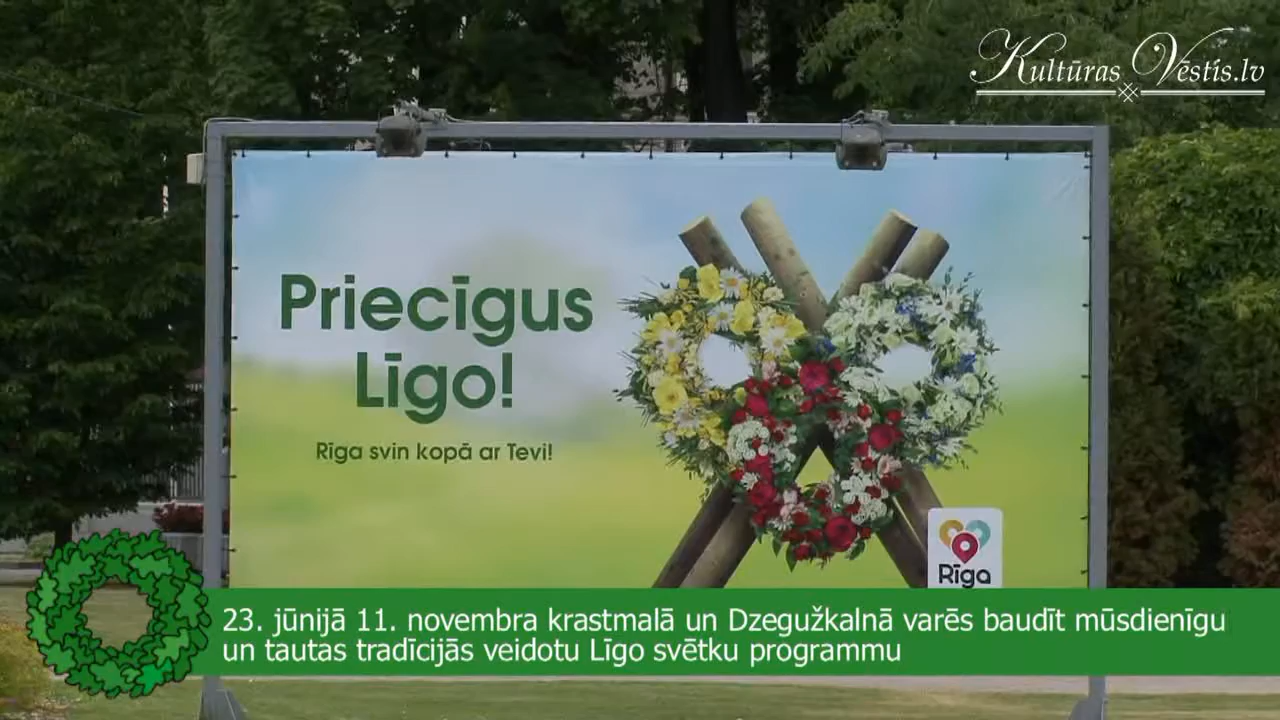 Kultūras Vēstis.lv
Priecīgus
Līgo!
Rīga svin kopā ar Tevi!
Rīga
23. jūnijā 11. novembra krastmalā un Dzegužkalnā varēs baudīt mūsdienīgu
un tautas tradīcijās veidotu Līgo svētku programmu